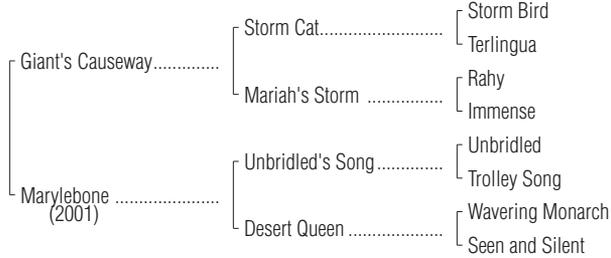 Storm Bird
Storm Cat........................
Terlingua
Giant's Causeway.............
Rahy
Mariah's Storm ...............
Immense
Unbridled
Unbridled's Song.............
Trolley Song
Marylebone ....................
(2001)
Wavering Monarch
Desert Queen ..................
Seen and Silent